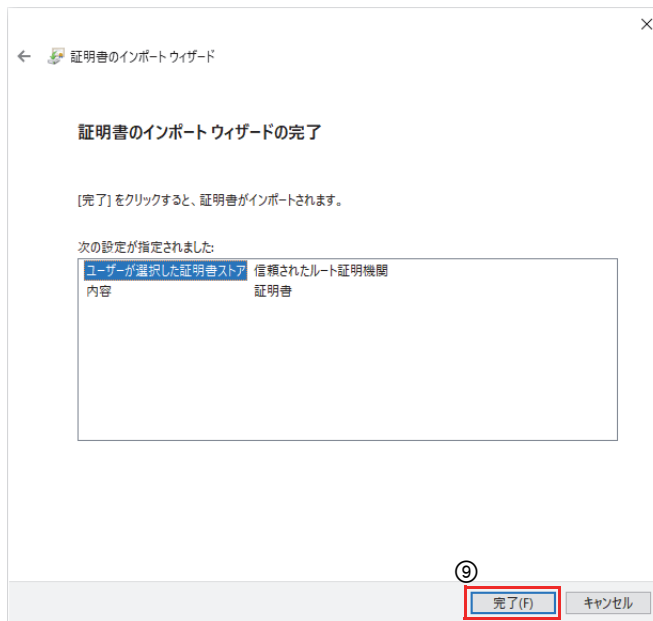 証明書のインポート ウィザード
証明書のインポート ウィザードの完了
[完了] をクリックすると、証明書がインポートされます。
次の設定が指定されました:
ユーザーが選択した証明書ストア 信頼されたルート証明機関
内容 証明書
⑨
完了(F) キャンセル